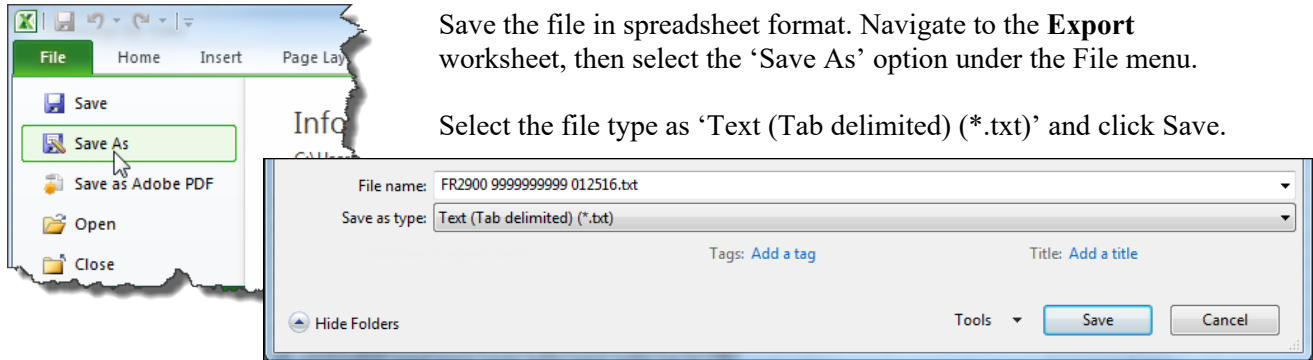 File Home Insert Page Lay
Save
Save As
Save as Adobe PDF
Open
Close
Info
Save the file in spreadsheet format. Navigate to the Export
worksheet, then select the ‘Save As’ option under the File menu.
Select the file type as ‘Text (Tab delimited) (*.txt)’ and click Save.
File name: FR2900 9999999999 012516.txt
Save as type: Text (Tab delimited) (*.txt)
Tags: Add a tag Title: Add a title
Hide Folders Tools Save Cancel